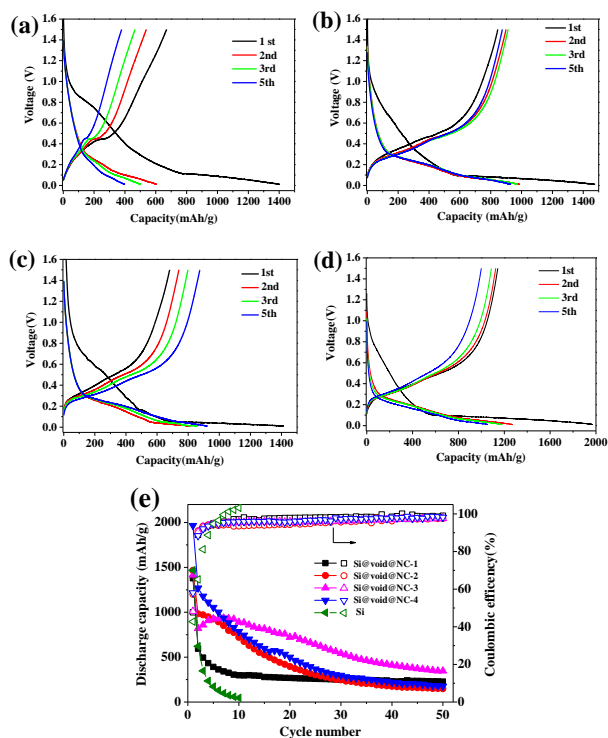 (a)
1.6
1.4
1.2
1.0
0.8
0.6
0.4
0.2
0.0
Voltage (V)
1 st
2nd
3rd
5th
0 200 400 600 800 1000 1200 1400
Capacity(mAh/g)
(b)
1.6
1.4
1.2
1.0
0.8
0.6
0.4
0.2
0.0
Voltage (V)
1st
2nd
3rd
5th
0 200 400 600 800 1000 1200 1400
Capacity (mAh/g)
(c)
1.6
1.4
1.2
1.0
0.8
0.6
0.4
0.2
0.0
Voltage(V)
1st
2nd
3rd
5th
0 200 400 600 800 1000 1200 1400 1600
Capacity(mAh/g)
(d)
1.6
1.4
1.2
1.0
0.8
0.6
0.4
0.2
0.0
Voltage(V)
1st
2nd
3rd
5th
0 400 800 1200 1600 2000
Capacity (mAh/g)
(e)
2000
1500
1000
500
0
Discharge capacity (mAh/g)
Si@void@NC-1
Si@void@NC-2
Si@void@NC-3
Si@void@NC-4
Si
100
80
60
40
20
0
Coulombic efficency(%)
0 10 20 30 40 50
Cycle number